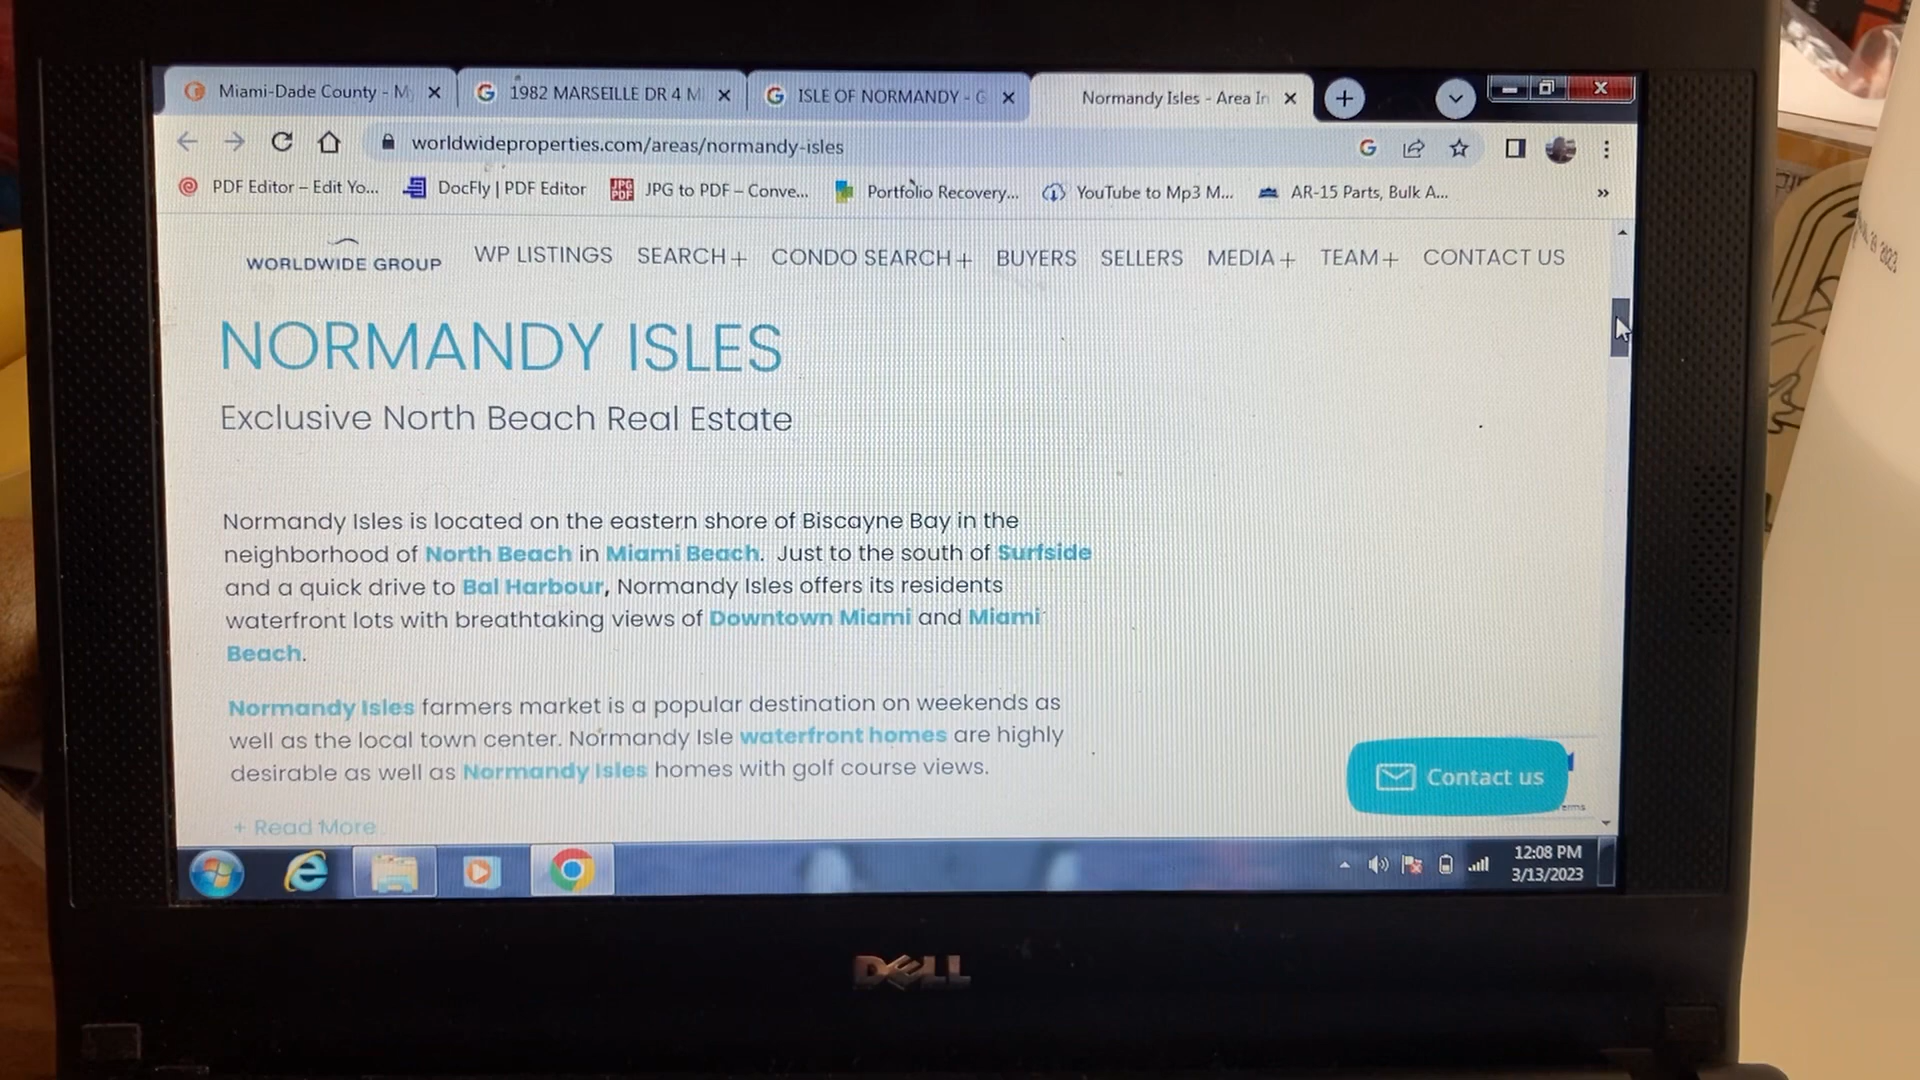 Miami-Dade County - M
1982 MARSEILLE DR 4 M
ISLE OF NORMANDY - G
Normandy Isles - Area In
worldwideproperties.com/areas/normandy-isles
PDF Editor – Edit Yo...
DocFly | PDF Editor
JPG PDF
JPG to PDF – Conve...
Portfolio Recovery...
YouTube to Mp3 M...
AR-15 Parts, Bulk A...
»
WORLDWIDE GROUP
WP LISTINGS SEARCH+ CONDO SEARCH+ BUYERS SELLERS MEDIA+ TEAM+ CONTACT US
NORMANDY ISLES
Exclusive North Beach Real Estate
Normandy Isles is located on the eastern shore of Biscayne Bay in the
neighborhood of North Beach in Miami Beach. Just to the south of Surfside
and a quick drive to Bal Harbour, Normandy Isles offers its residents
waterfront lots with breathtaking views of Downtown Miami and Miami
Beach.
Normandy Isles farmers market is a popular destination on weekends as
well as the local town center. Normandy Isle waterfront homes are highly
desirable as well as Normandy Isles homes with golf course views.
+ Read More
Contact us
12:08 PM
3/13/2023
DELL
2023